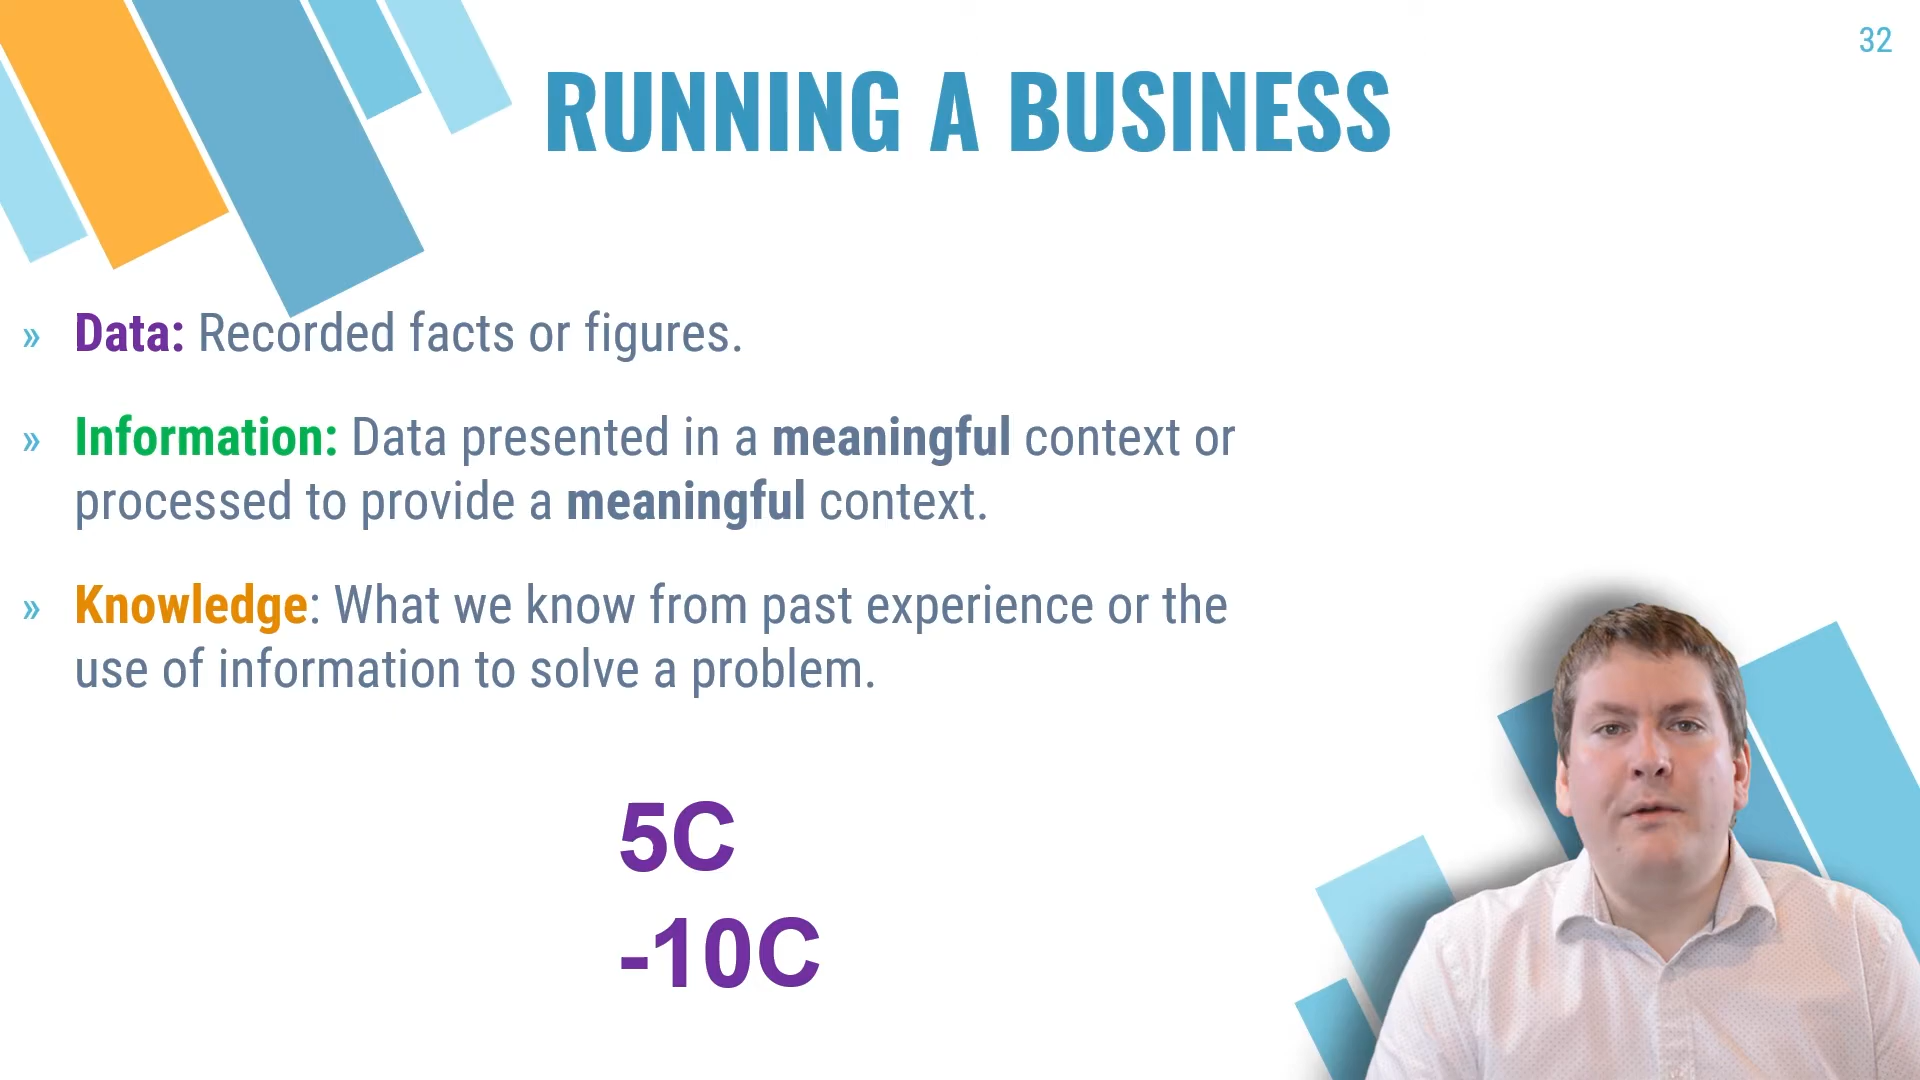 32
RUNNING A BUSINESS
» Data: Recorded facts or figures.
» Information: Data presented in a meaningful context or
processed to provide a meaningful context.
» Knowledge: What we know from past experience or the
use of information to solve a problem.
5C
-10C